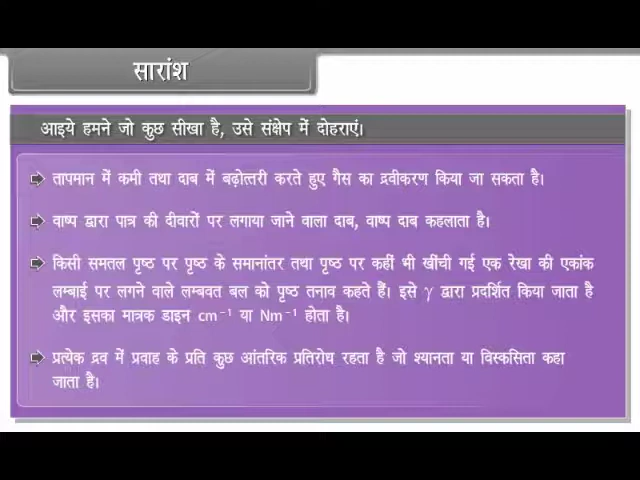 सारांश
आइये हमने जो कुछ सीखा है, उसे संक्षेप में दोहराएं।
तापमान में कमी तथा दाब में बढ़ोत्तरी करते हुए गैस का द्रवीकरण किया जा सकता है।
वाष्प द्वारा पात्र की दीवारों पर लगाया जाने वाला दाब, वाष्प दाब कहलाता है।
किसी समतल पृष्ठ पर पृष्ठ के समानांतर तथा पृष्ठ पर कहीं भी खींची गई एक रेखा की एकांक
लम्बाई पर लगने वाले लम्बवत बल को पृष्ठ तनाव कहते हैं। इसे γ द्वारा प्रदर्शित किया जाता है
और इसका मात्रक डाइन cm⁻¹ या Nm⁻¹ होता है।
प्रत्येक द्रव में प्रवाह के प्रति कुछ आंतरिक प्रतिरोध रहता है जो श्यानता या विस्कसिता कहा
जाता है।